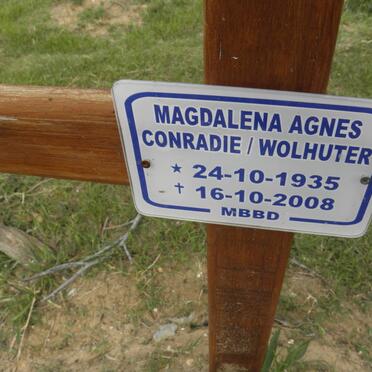 MAGDALENA AGNES
CONRADIE / WOLHUTER
★ 24-10-1935
✝ 16-10-2008
MBBD